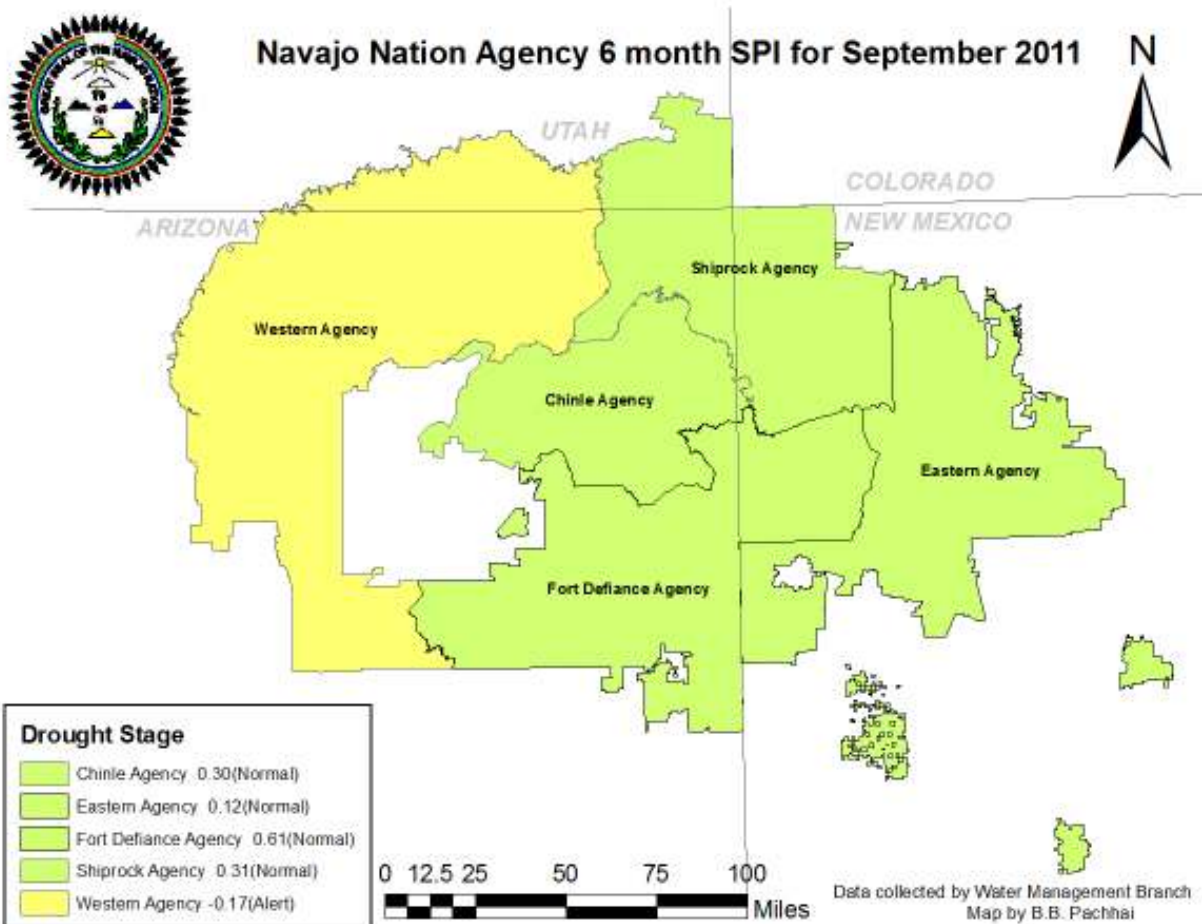 Navajo Nation Agency 6 month SPI for September 2011
N
UTAH
COLORADO
ARIZONA
NEW MEXICO
Shiprock Agency
Western Agency
Chinle Agency
Eastern Agency
Fort Defiance Agency
Drought Stage
Chinle Agency 0.30(Normal)
Eastern Agency 0.12(Normal)
Fort Defiance Agency 0.61(Normal)
Shiprock Agency 0.31(Normal)
Western Agency -0.17(Alert)
0 12.5 25 50 75 100
Miles
Data collected by Water Management Branch
Map by B.B. Pachhai